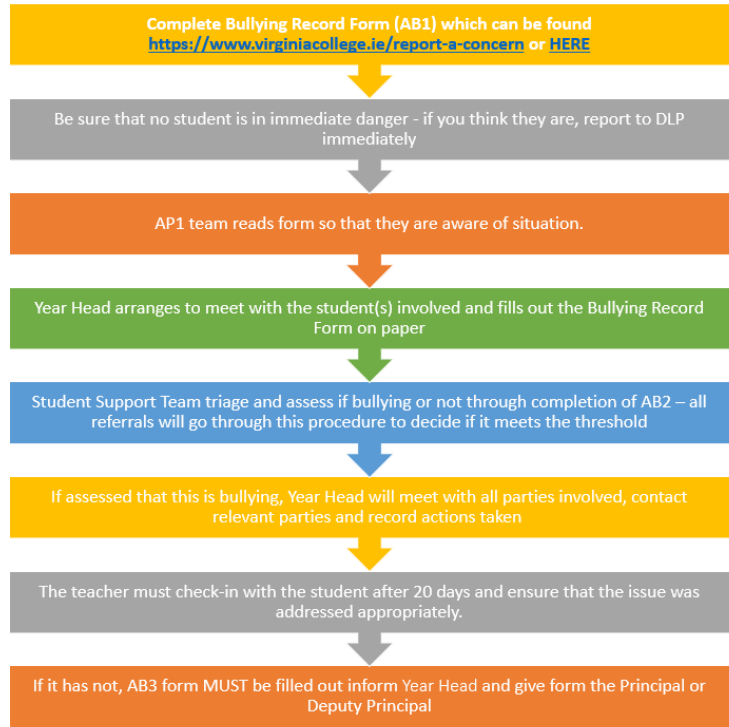 Complete Bullying Record Form (AB1) which can be found
https://www.virginiacollege.ie/report-a-concern or HERE
Be sure that no student is in immediate danger - if you think they are, report to DLP
immediately
AP1 team reads form so that they are aware of situation.
Year Head arranges to meet with the student(s) involved and fills out the Bullying Record
Form on paper
Student Support Team triage and assess if bullying or not through completion of AB2 – all
referrals will go through this procedure to decide if it meets the threshold
If assessed that this is bullying, Year Head will meet with all parties involved, contact
relevant parties and record actions taken
The teacher must check-in with the student after 20 days and ensure that the issue was
addressed appropriately.
If it has not, AB3 form MUST be filled out inform Year Head and give form the Principal or
Deputy Principal